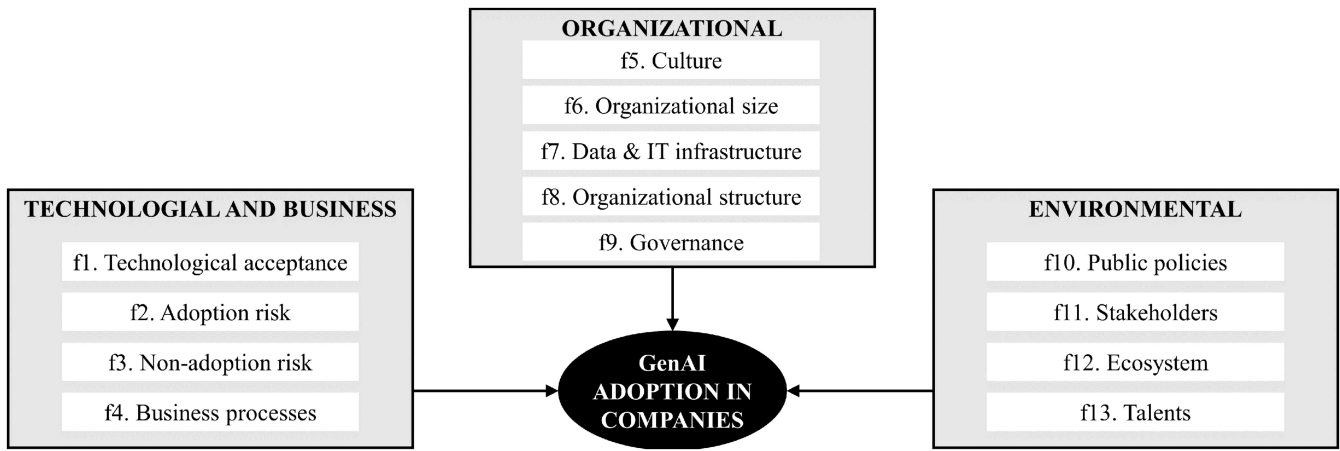 ORGANIZATIONAL
f5. Culture
f6. Organizational size
f7. Data & IT infrastructure
f8. Organizational structure
f9. Governance
TECHNOLOGIAL AND BUSINESS
f1. Technological acceptance
f2. Adoption risk
f3. Non-adoption risk
f4. Business processes
GenAI
ADOPTION IN
COMPANIES
ENVIRONMENTAL
f10. Public policies
f11. Stakeholders
f12. Ecosystem
f13. Talents